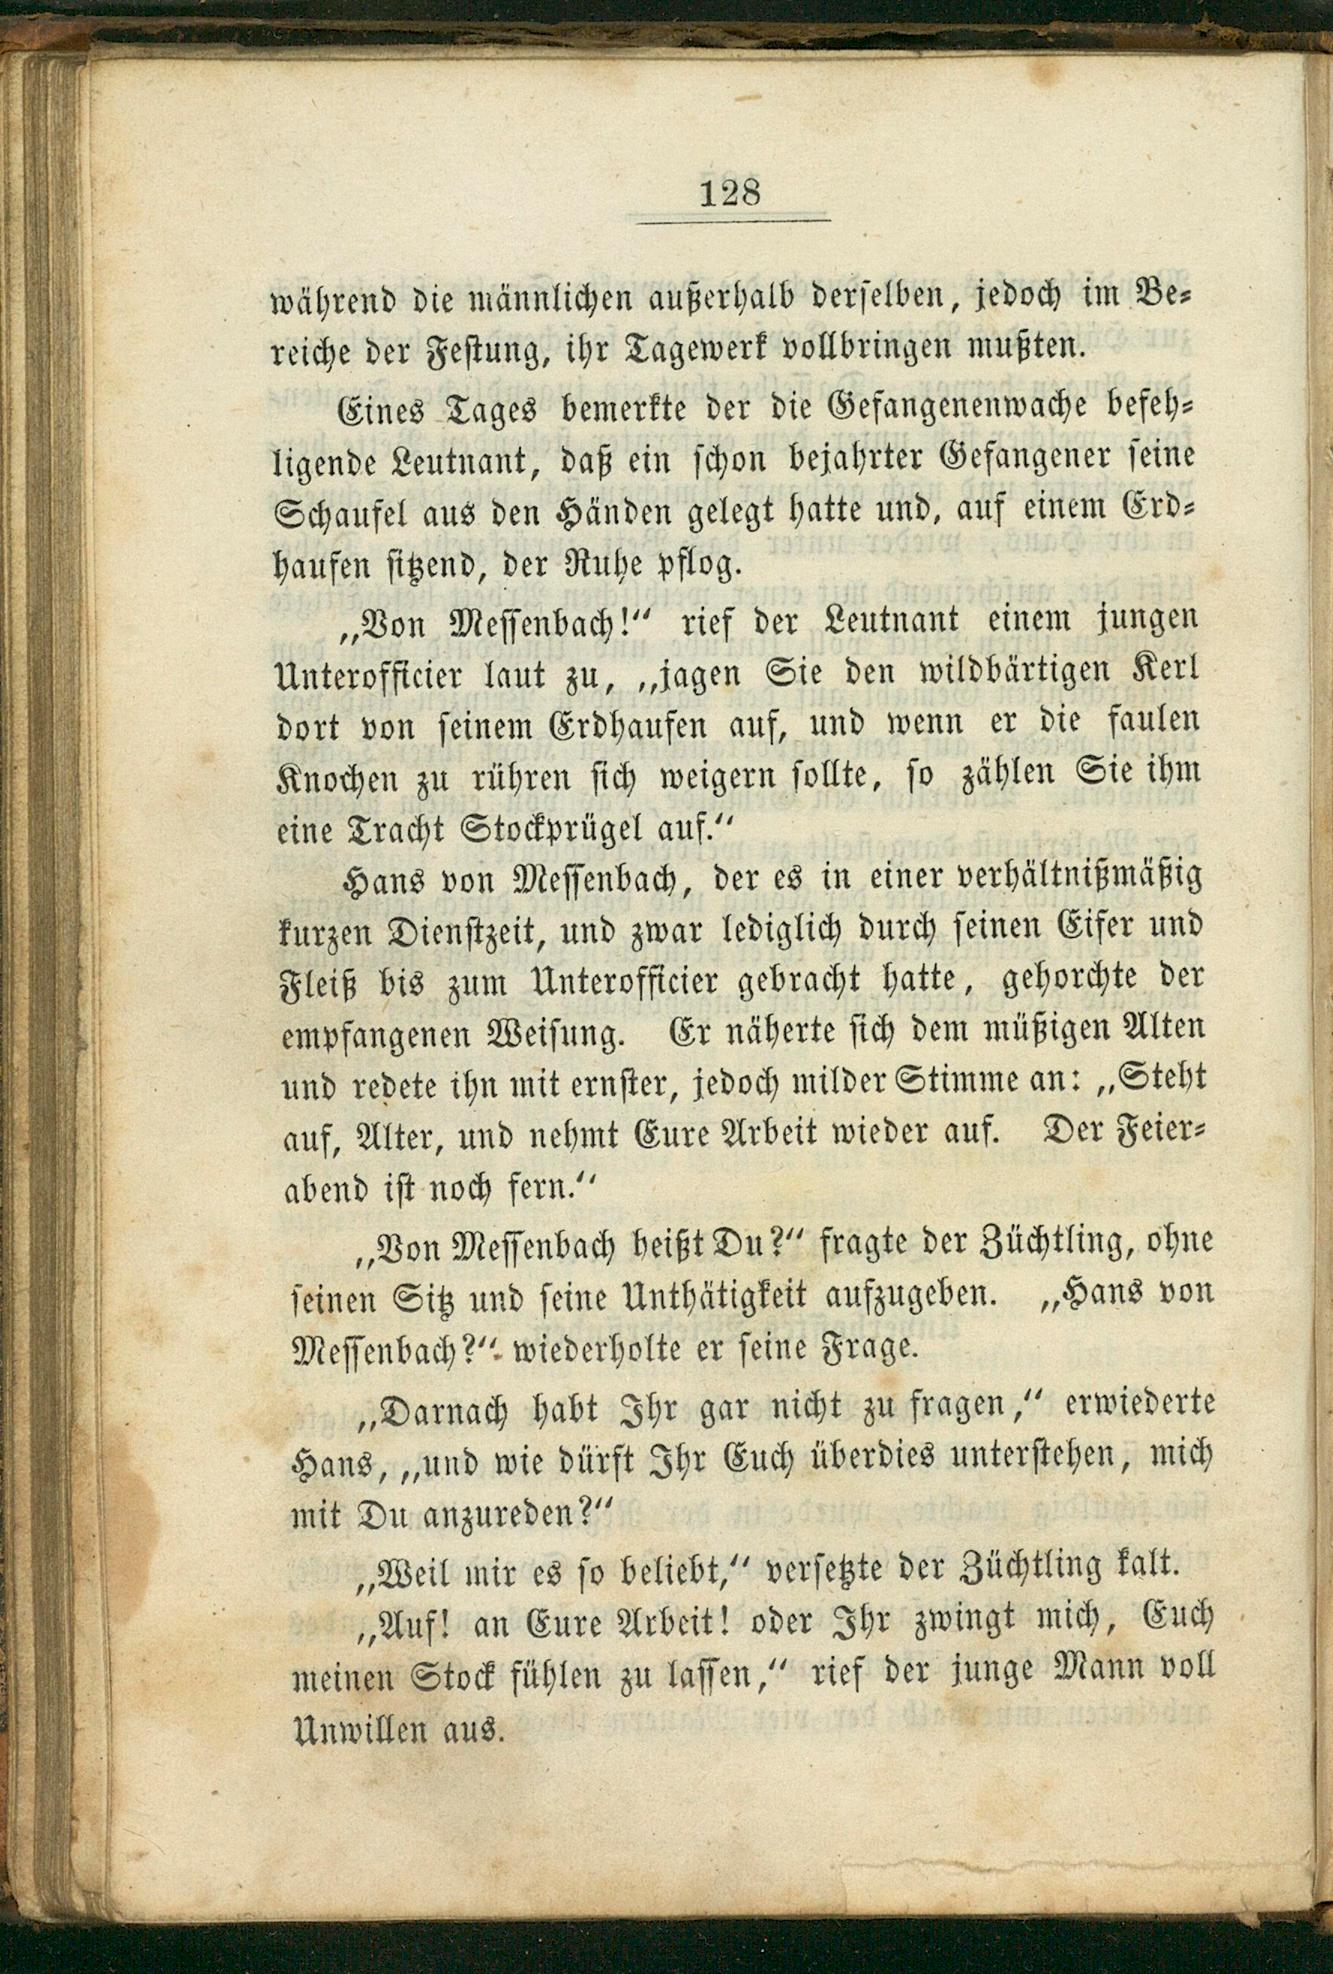 128
während die männlichen außerhalb derselben, jedoch im Be-
reiche der Festung, ihr Tagewerk vollbringen mußten.
Eines Tages bemerkte der die Gefangenenwache befeh-
ligende Leutnant, daß ein schon bejahrter Gefangener seine
Schaufel aus den Händen gelegt hatte und, auf einem Erd-
haufen sitzend, der Ruhe pflog.
„Von Messenbach!“ rief der Leutnant einem jungen
Unterofficier laut zu, „jagen Sie den wildbärtigen Kerl
dort von seinem Erdhaufen auf, und wenn er die faulen
Knochen zu rühren sich weigern sollte, so zählen Sie ihm
eine Tracht Stockprügel auf.“
Hans von Messenbach, der es in einer verhältnißmäßig
kurzen Dienstzeit, und zwar lediglich durch seinen Eifer und
Fleiß bis zum Unterofficier gebracht hatte, gehorchte der
empfangenen Weisung. Er näherte sich dem müßigen Alten
und redete ihn mit ernster, jedoch milder Stimme an: „Steht
auf, Alter, und nehmt Eure Arbeit wieder auf. Der Feier-
abend ist noch fern.“
„Von Messenbach heißt Du?“ fragte der Züchtling, ohne
seinen Sitz und seine Unthätigkeit aufzugeben. „Hans von
Messenbach?“ wiederholte er seine Frage.
„Darnach habt Ihr gar nicht zu fragen,“ erwiederte
Hans, „und wie dürft Ihr Euch überdies unterstehen, mich
mit Du anzureden?“
„Weil mir es so beliebt,“ versetzte der Züchtling kalt.
„Auf! an Eure Arbeit! oder Ihr zwingt mich, Euch
meinen Stock fühlen zu lassen,“ rief der junge Mann voll
Unwillen aus.